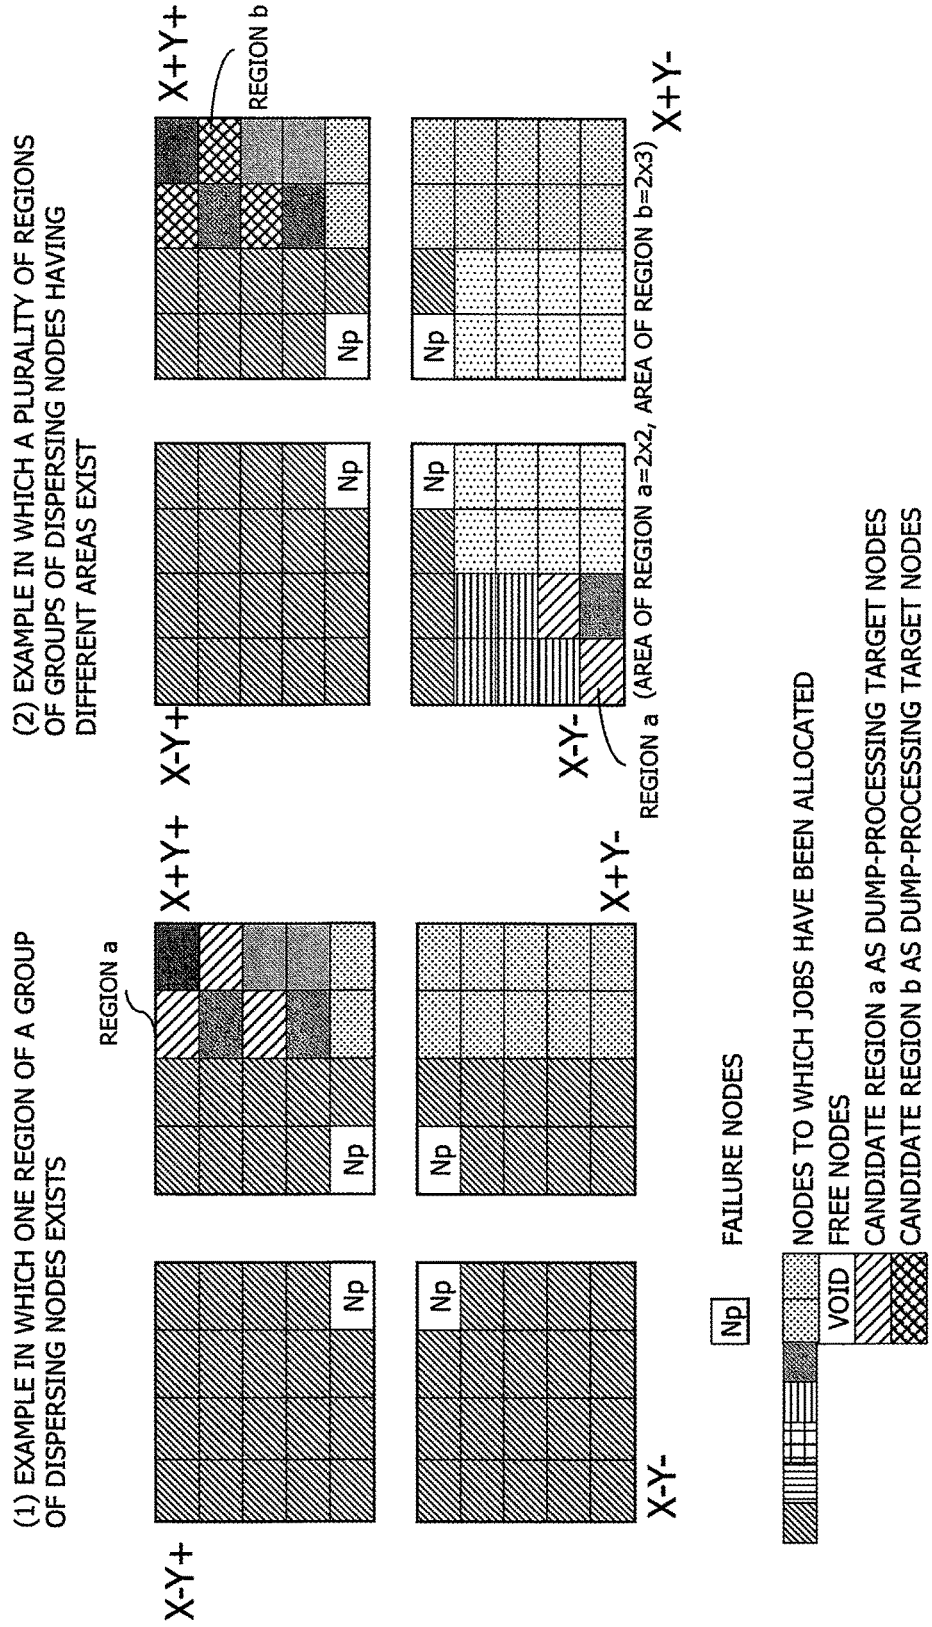 (1) EXAMPLE IN WHICH ONE REGION OF A GROUP
OF DISPERSING NODES EXISTS
REGION a
X-Y+
X+Y+
Np
Np
Np
Np
X-Y-
X+Y-
(2) EXAMPLE IN WHICH A PLURALITY OF REGIONS
OF GROUPS OF DISPERSING NODES HAVING
DIFFERENT AREAS EXIST
X-Y+
X+Y+
REGION b
Np
Np
Np
Np
X-Y-
X+Y-
REGION a
(AREA OF REGION a=2x2, AREA OF REGION b=2x3)
Np
FAILURE NODES
NODES TO WHICH JOBS HAVE BEEN ALLOCATED
VOID
FREE NODES
CANDIDATE REGION a AS DUMP-PROCESSING TARGET NODES
CANDIDATE REGION b AS DUMP-PROCESSING TARGET NODES